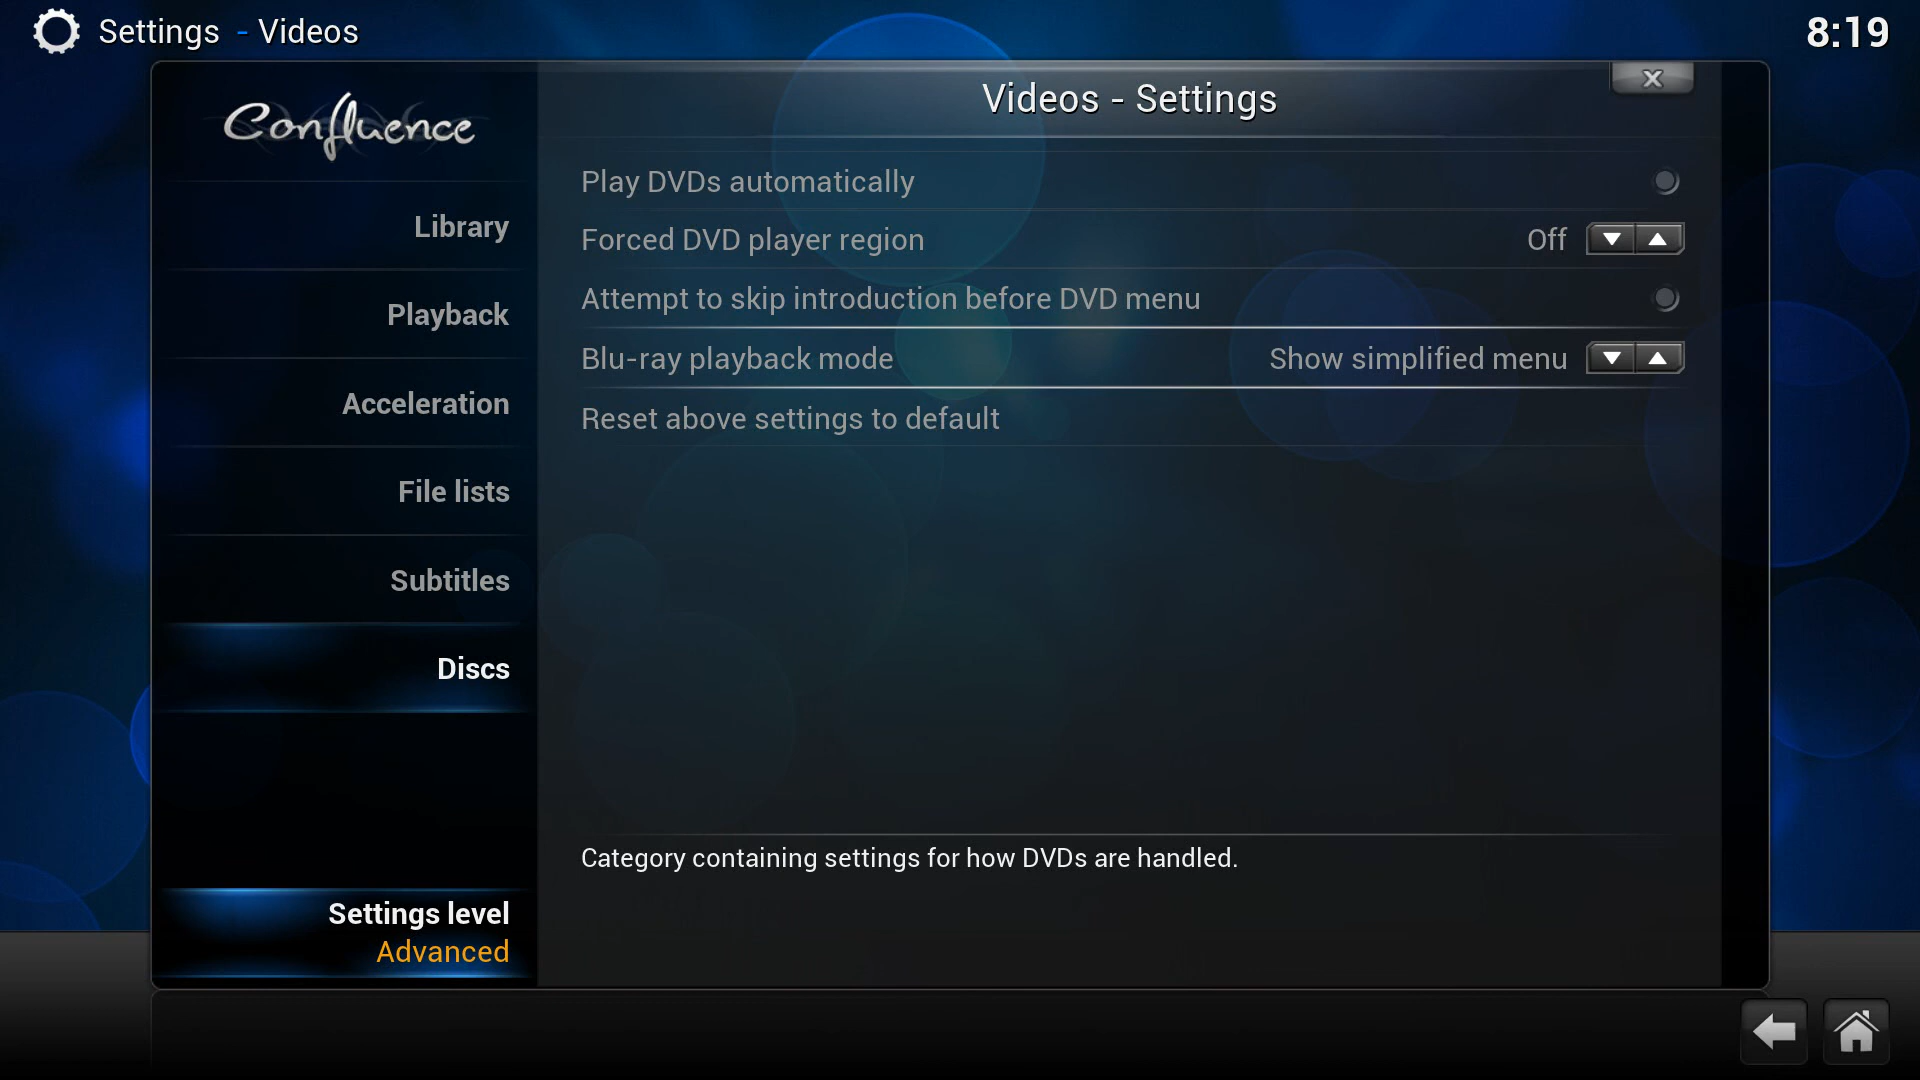 Settings - Videos
8:19
Confluence
Videos - Settings
x
Library
Playback
Acceleration
File lists
Subtitles
Discs
Settings level
Advanced
Play DVDs automatically
Forced DVD player region Off
Attempt to skip introduction before DVD menu
Blu-ray playback mode Show simplified menu
Reset above settings to default
Category containing settings for how DVDs are handled.